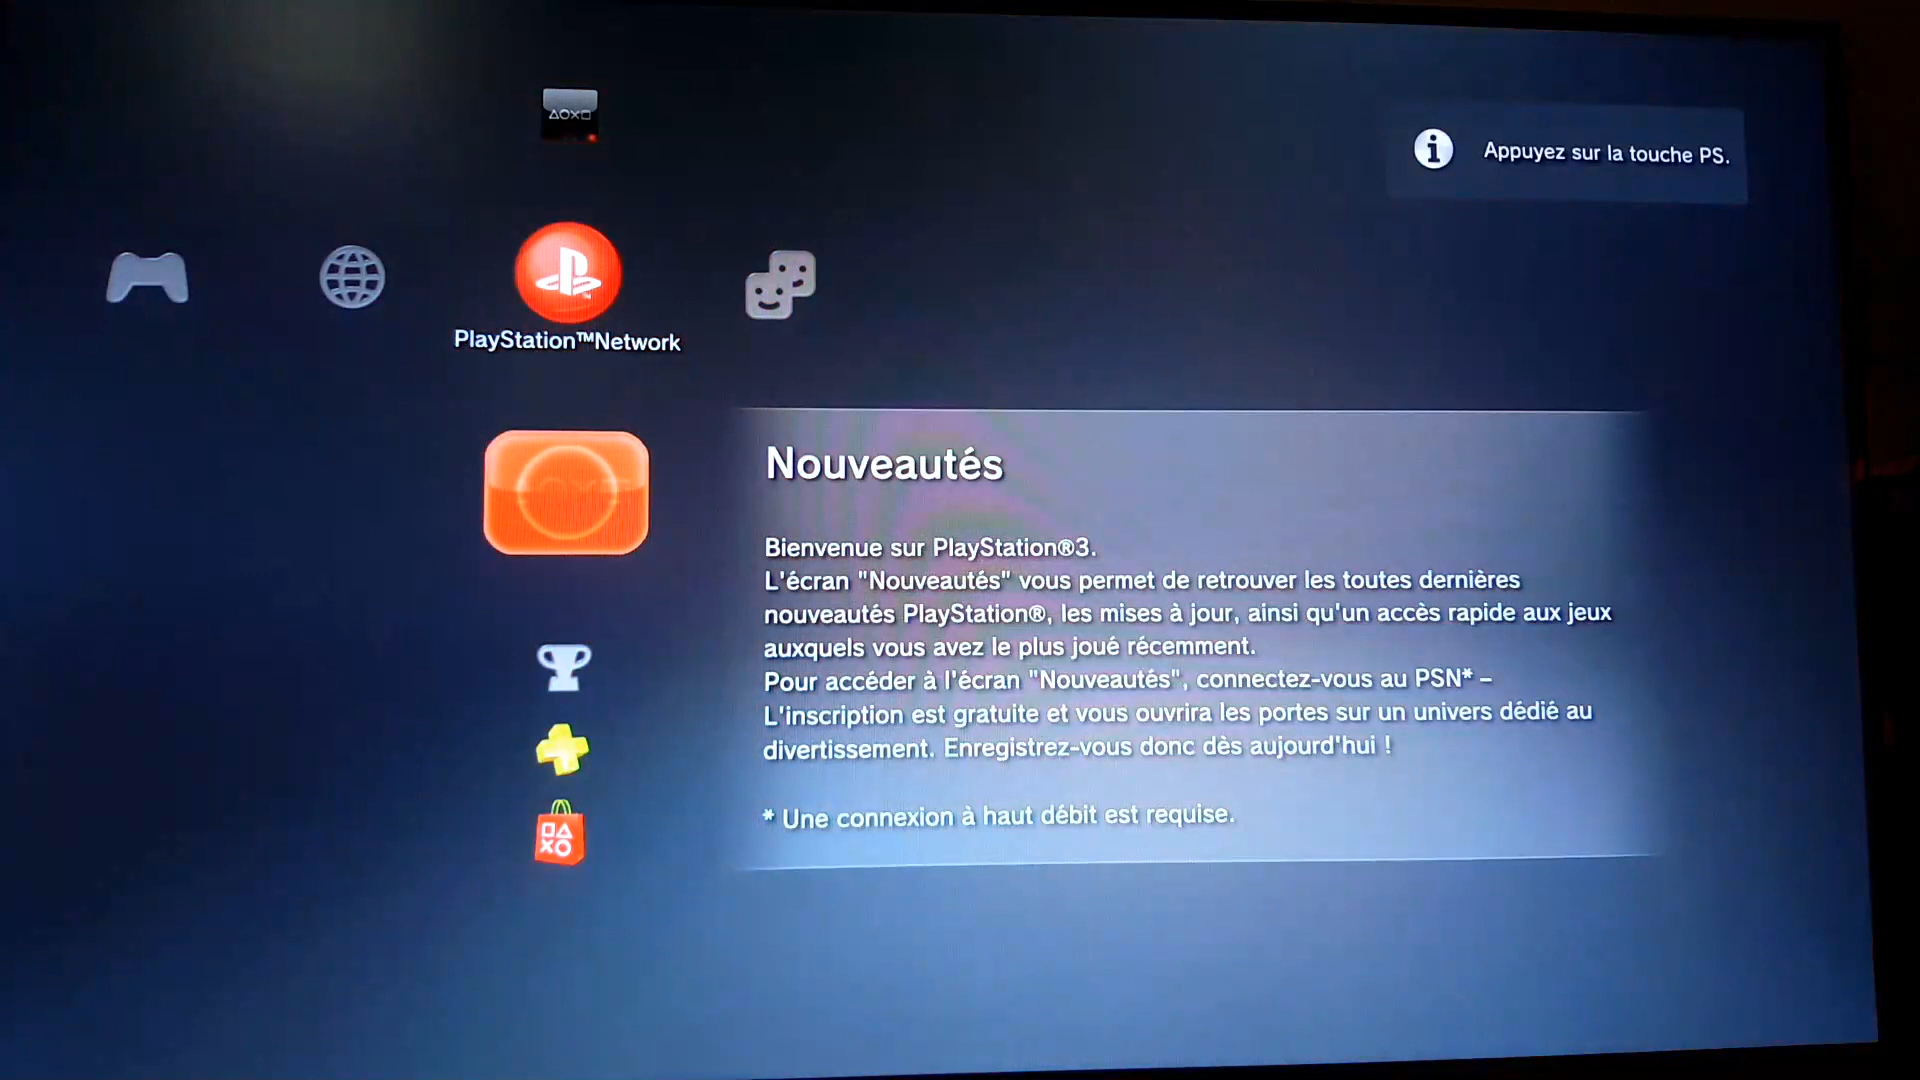 Appuyez sur la touche PS.
PlayStation™Network
Nouveautés
Bienvenue sur PlayStation®3.
L'écran "Nouveautés" vous permet de retrouver les toutes dernières
nouveautés PlayStation®, les mises à jour, ainsi qu'un accès rapide aux jeux
auxquels vous avez le plus joué récemment.
Pour accéder à l'écran "Nouveautés", connectez-vous au PSN* –
L'inscription est gratuite et vous ouvrira les portes sur un univers dédié au
divertissement. Enregistrez-vous donc dès aujourd'hui !
* Une connexion à haut débit est requise.